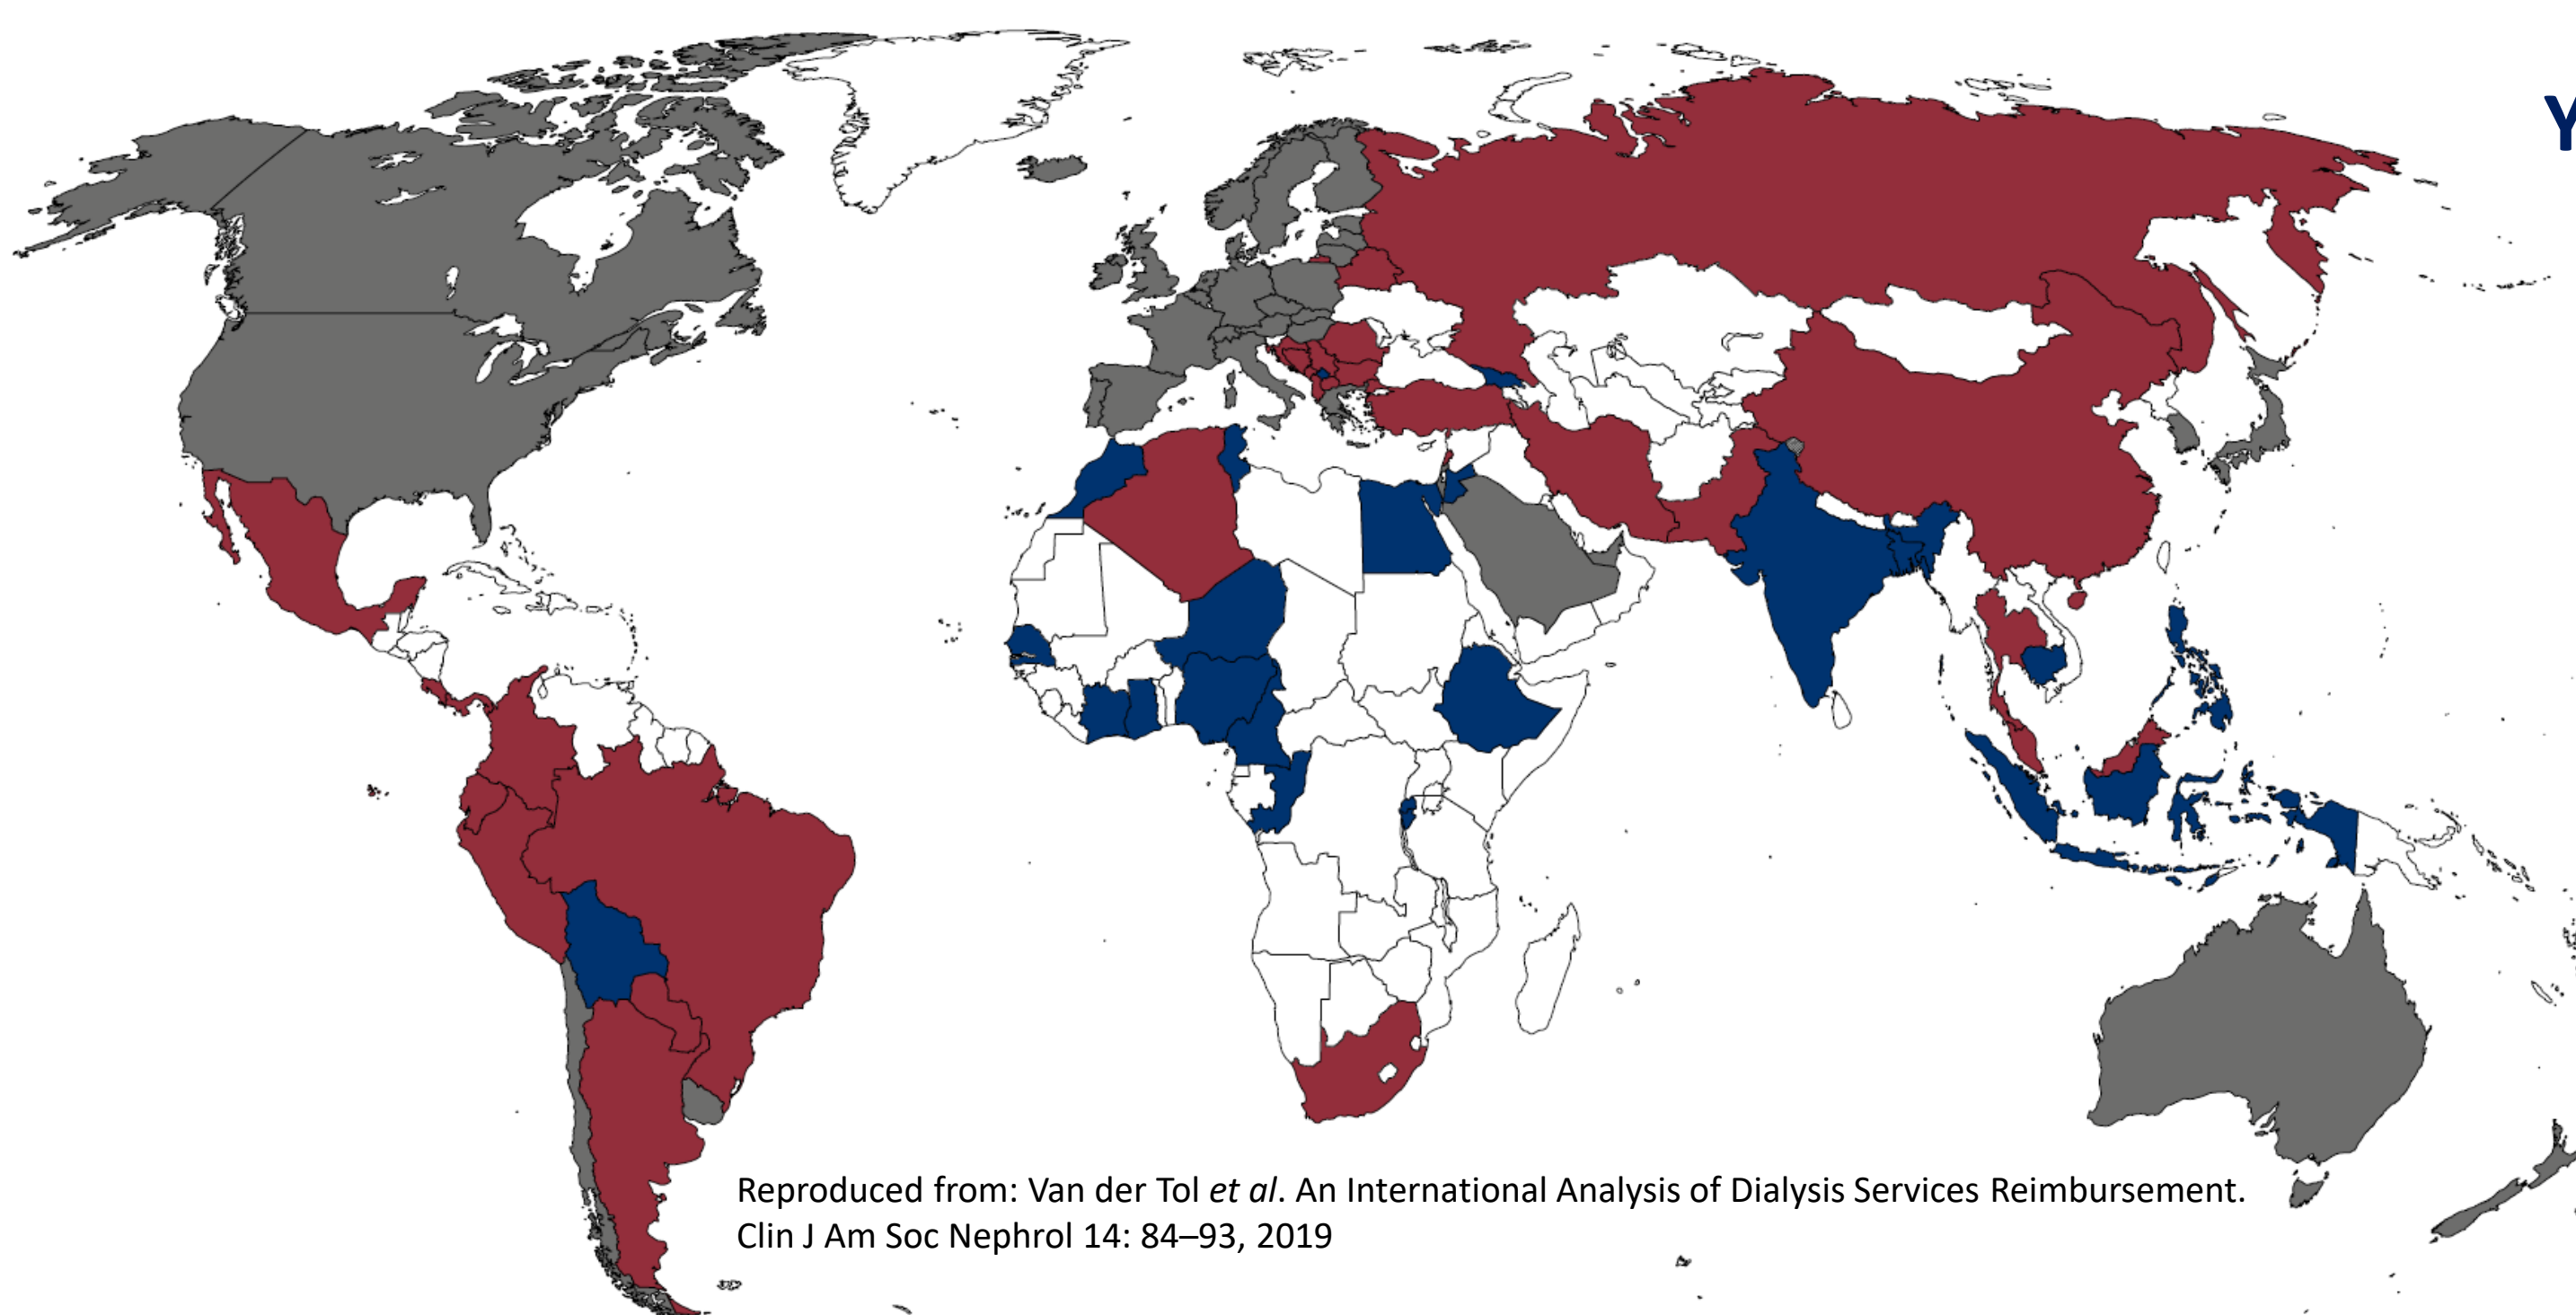 Y
Reproduced from: Van der Tol et al. An International Analysis of Dialysis Services Reimbursement.
Clin J Am Soc Nephrol 14: 84–93, 2019